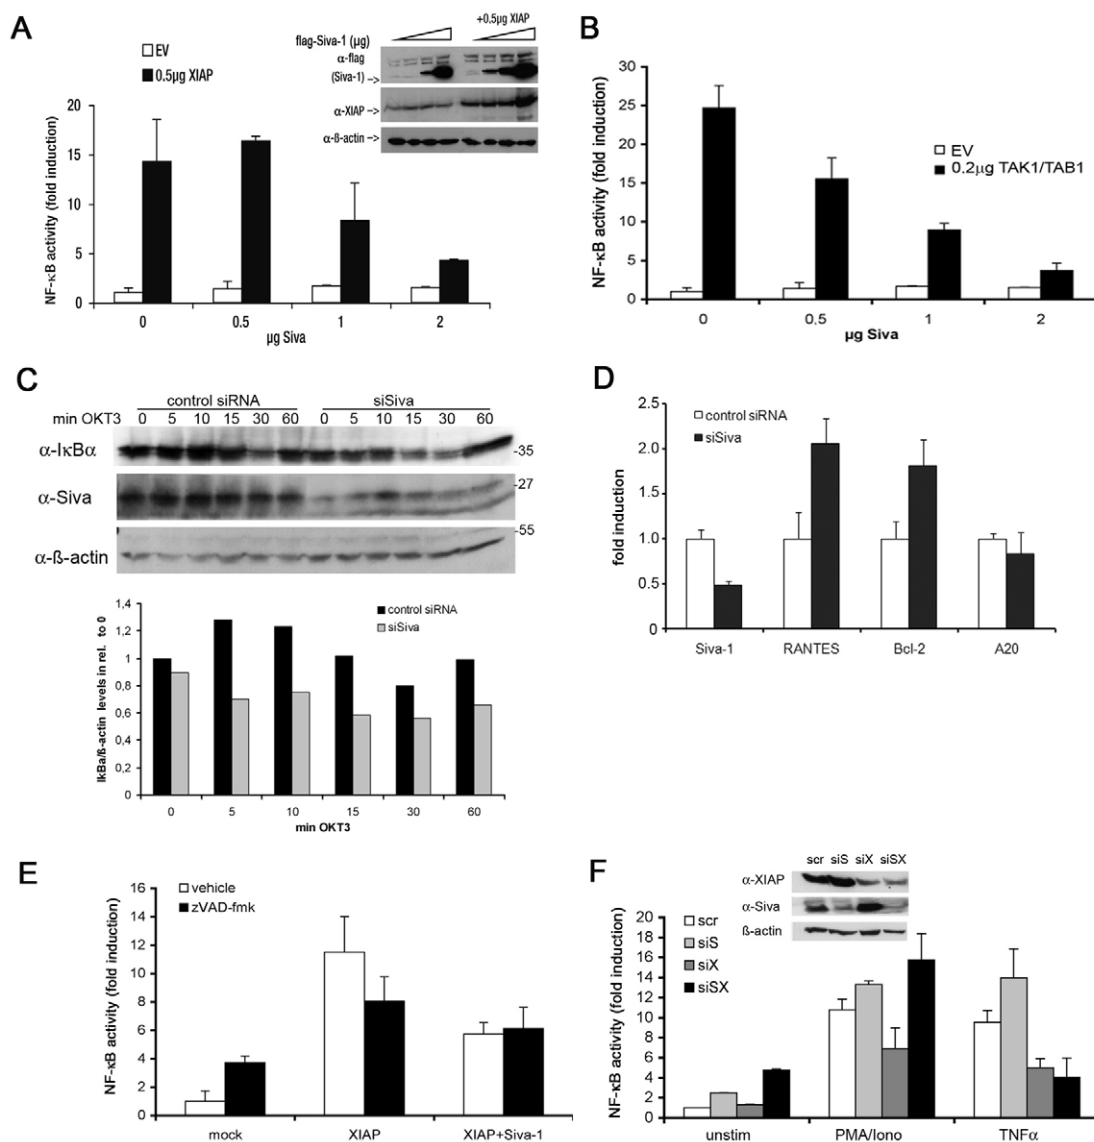 A
EV
0.5µg XIAP
flag-Siva-1 (µg)
+0.5µg XIAP
α-flag
(Siva-1) -->
α-XIAP -->
α-ß-actin -->
NF-κB activity (fold induction)
20
15
10
5
0
0 0.5 1 2
µg Siva
B
NF-κB activity (fold induction)
30
25
20
15
10
5
0
EV
0.2µg TAK1/TAB1
0 0.5 1 2
µg Siva
C
control siRNA siSiva
min OKT3 0 5 10 15 30 60 0 5 10 15 30 60
α-IκBα -35
α-Siva -27
α-ß-actin -55
IkBa/ß-actin levels in rel. to 0
1,4
1,2
1
0,8
0,6
0,4
0,2
0
control siRNA
siSiva
0 5 10 15 30 60
min OKT3
D
fold induction
2.5
2.0
1.5
1.0
0.5
0
control siRNA
siSiva
Siva-1 RANTES Bcl-2 A20
E
NF-κB activity (fold induction)
16
14
12
10
8
6
4
2
0
vehicle
zVAD-fmk
mock XIAP XIAP+Siva-1
F
scr siS siX siSX
α-XIAP
α-Siva
ß-actin
NF-κB activity (fold induction)
20
18
16
14
12
10
8
6
4
2
0
scr
siS
siX
siSX
unstim PMA/Iono TNFα